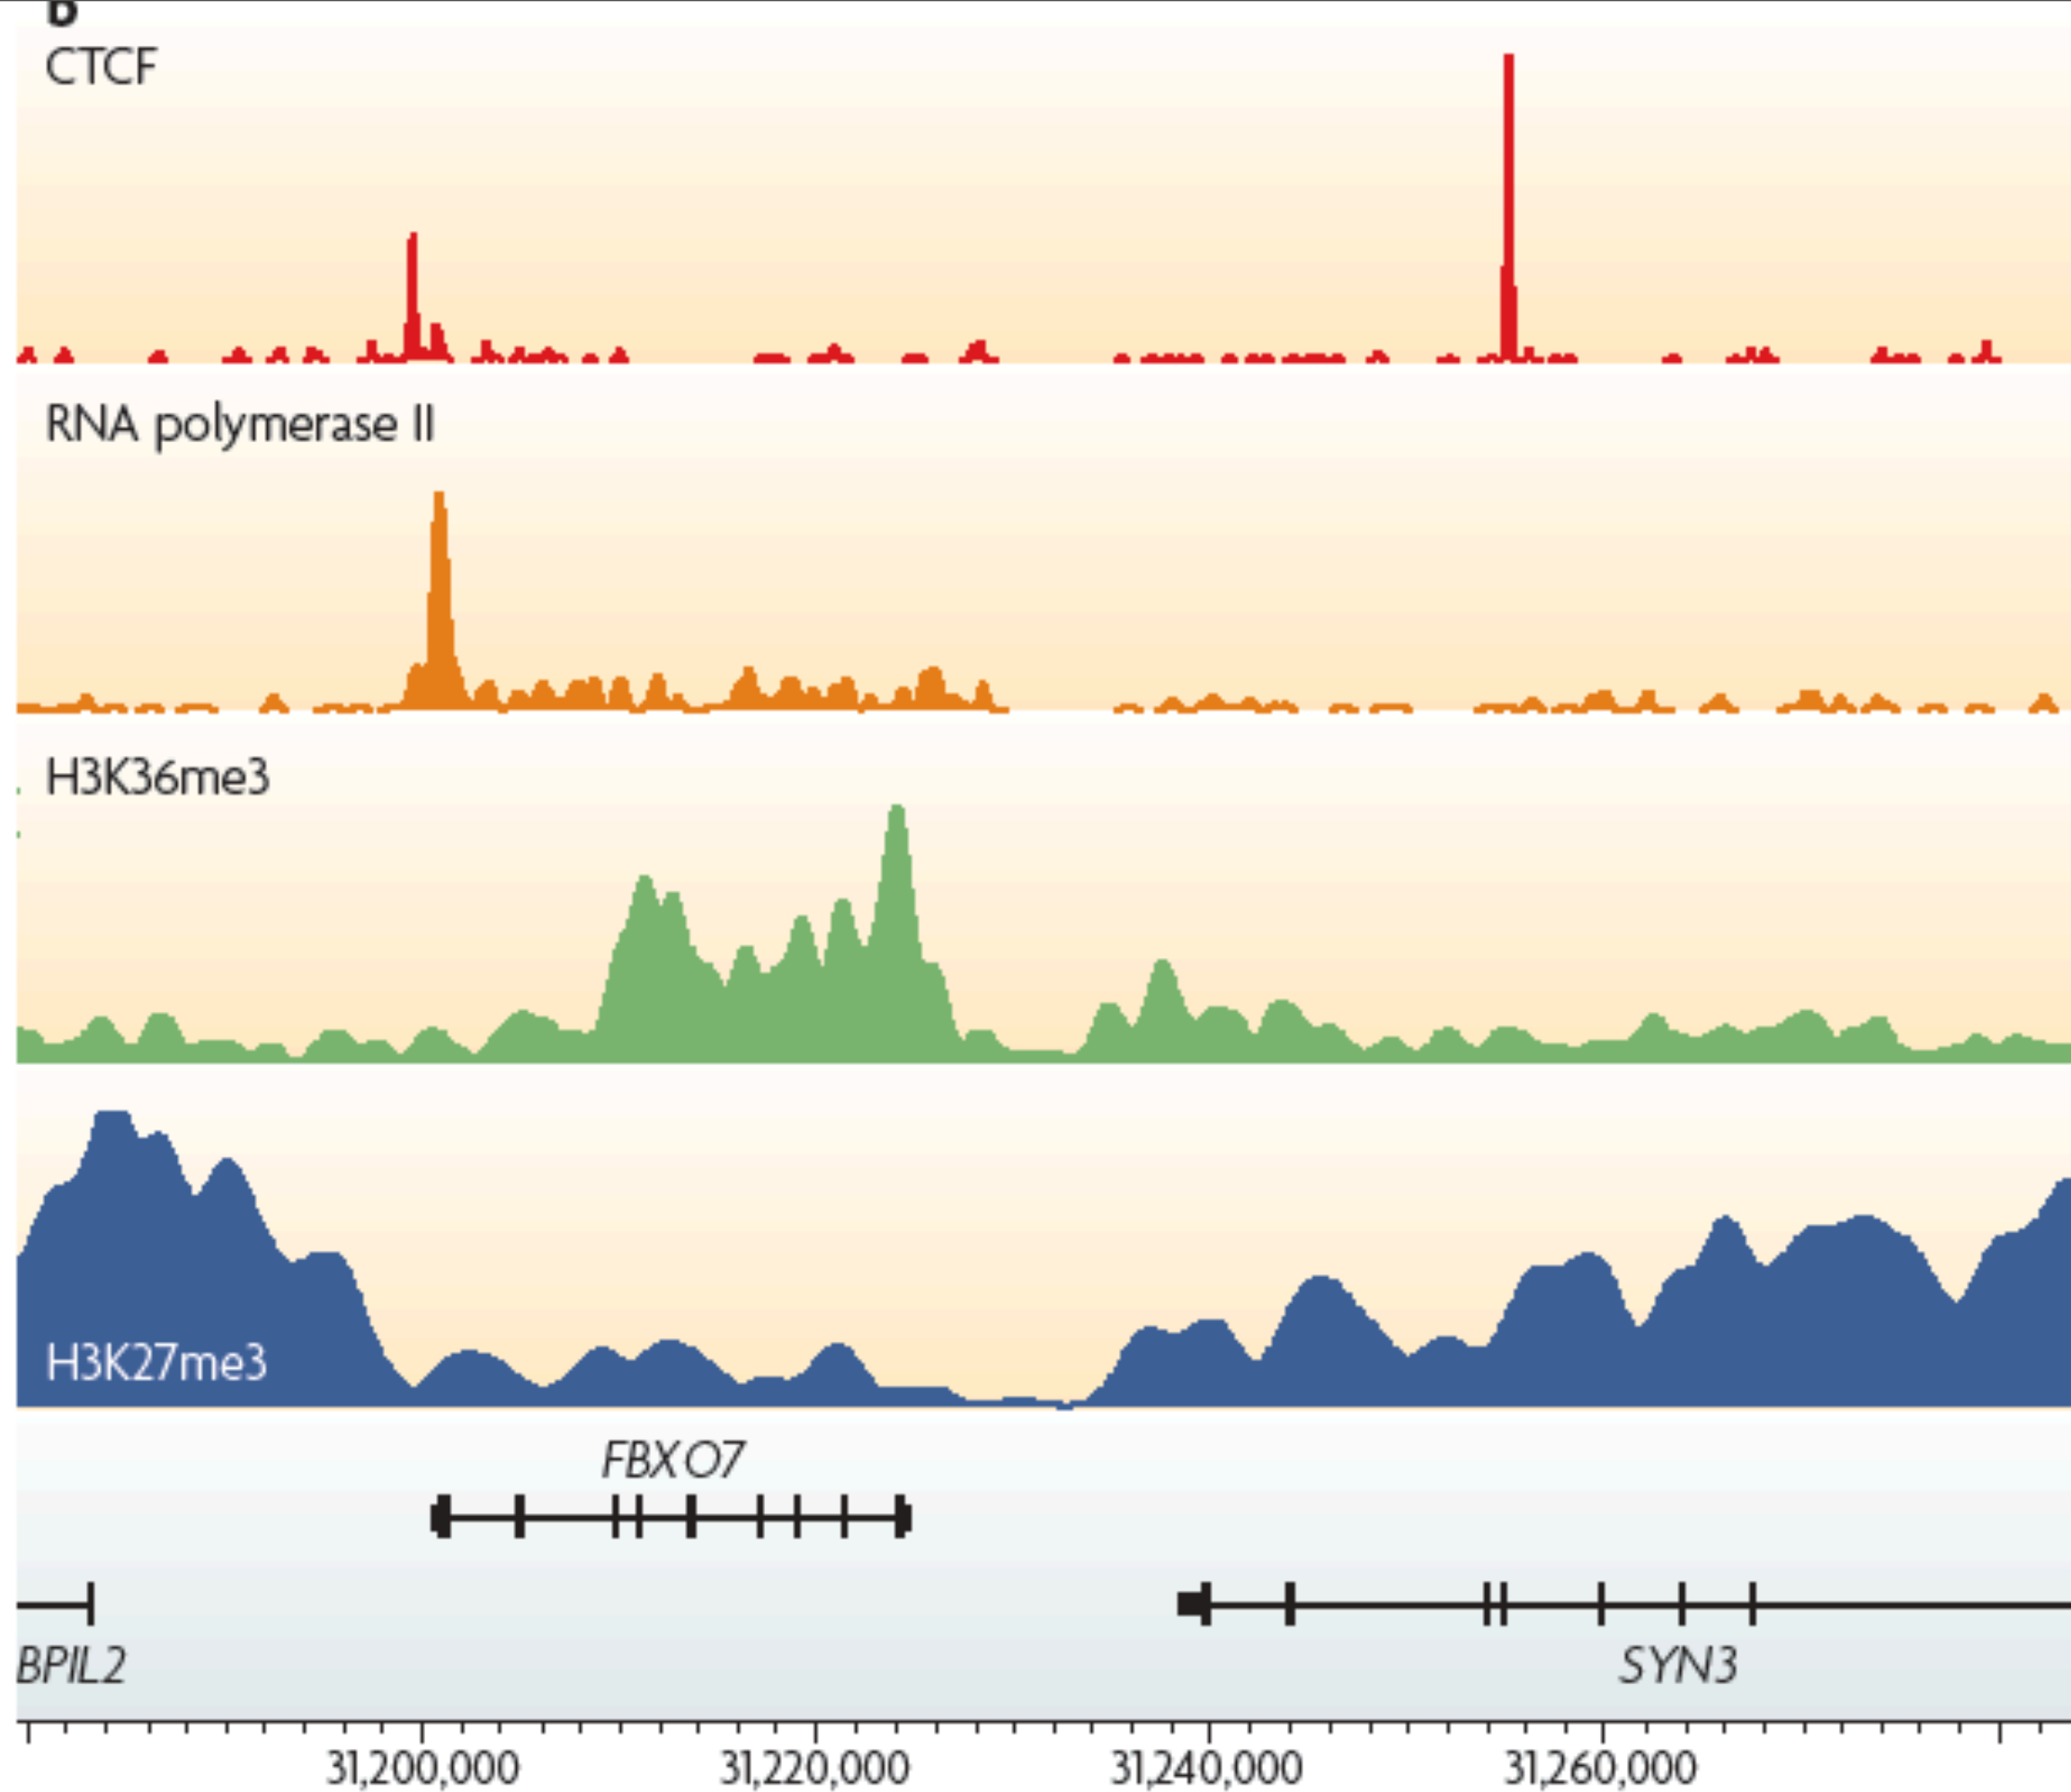 CTCF
RNA polymerase II
H3K36me3
H3K27me3
FBXO7
BPIL2
SYN3
31,200,000 31,220,000 31,240,000 31,260,000